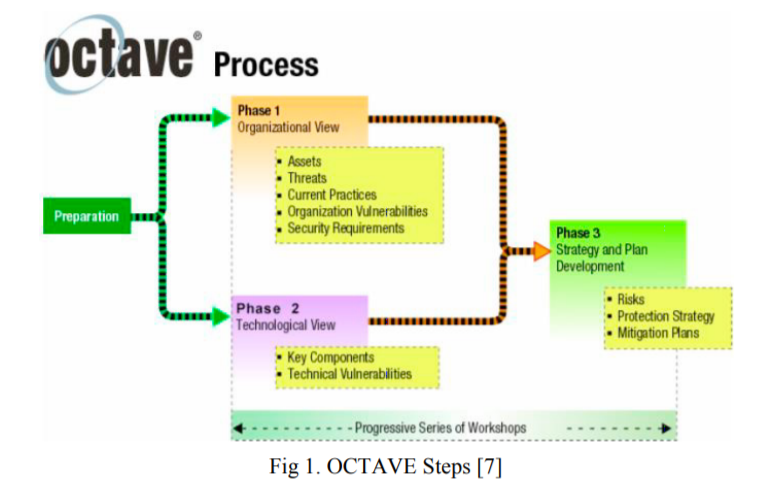 octave® Process
Phase 1
Organizational View
▪ Assets
▪ Threats
▪ Current Practices
▪ Organization Vulnerabilities
▪ Security Requirements
Preparation
Phase 2
Technological View
▪ Key Components
▪ Technical Vulnerabilities
Phase 3
Strategy and Plan
Development
▪ Risks
▪ Protection Strategy
▪ Mitigation Plans
Progressive Series of Workshops
Fig 1. OCTAVE Steps [7]